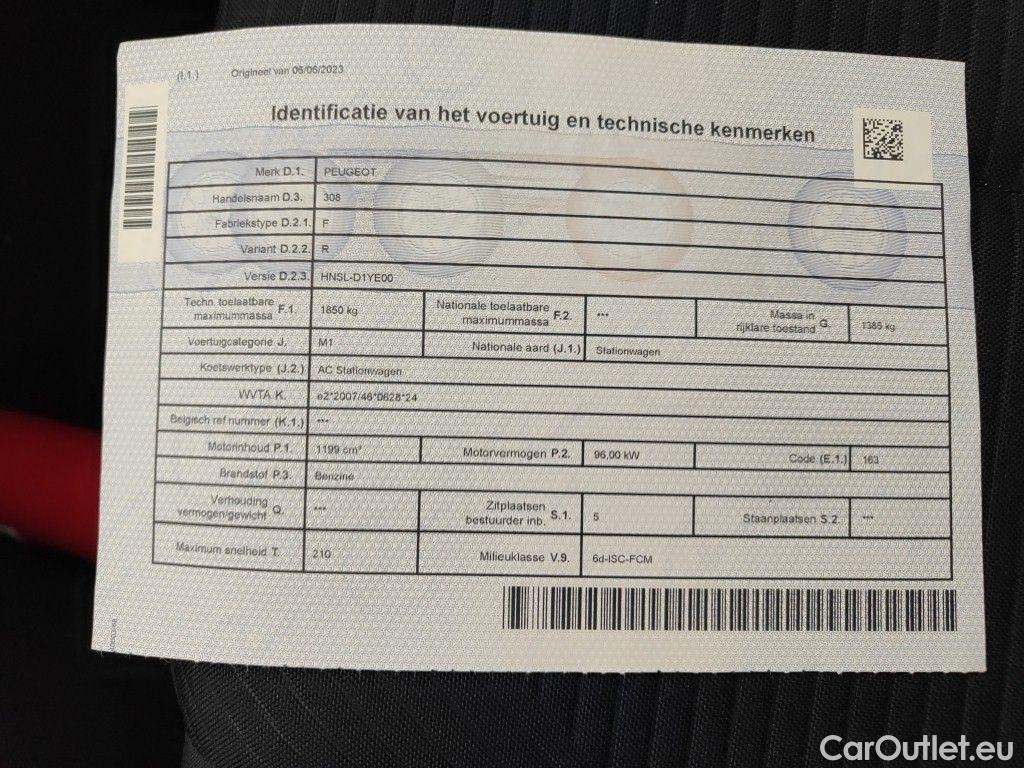 (I.1.) Origineel van 06/06/2023
Identificatie van het voertuig en technische kenmerken
Merk D.1. PEUGEOT
Handelsnaam D.3. 308
Fabriekstype D.2.1. F
Variant D.2.2. R
Versie D.2.3. HNSL-D1YE00
Techn. toelaatbare maximummassa F.1. 1850 kg Nationale toelaatbare maximummassa F.2. *** Massa in rijklare toestand G. 1385 kg
Voertuigcategorie J. M1 Nationale aard (J.1.) Stationwagen
Koetswerktype (J.2.) AC Stationwagen
WVTA K. e2*2007/46*0628*24
Belgisch ref nummer (K.1.) ***
Motorinhoud P.1. 1199 cm³ Motorvermogen P.2. 96,00 kW Code (E.1.) 163
Brandstof P.3. Benzine
Verhouding vermogen/gewicht Q. *** Zitplaatsen bestuurder inb. S.1. 5 Staanplaatsen S.2. ***
Maximum snelheid T. 210 Milieuklasse V.9. 6d-ISC-FCM
CarOutlet.eu